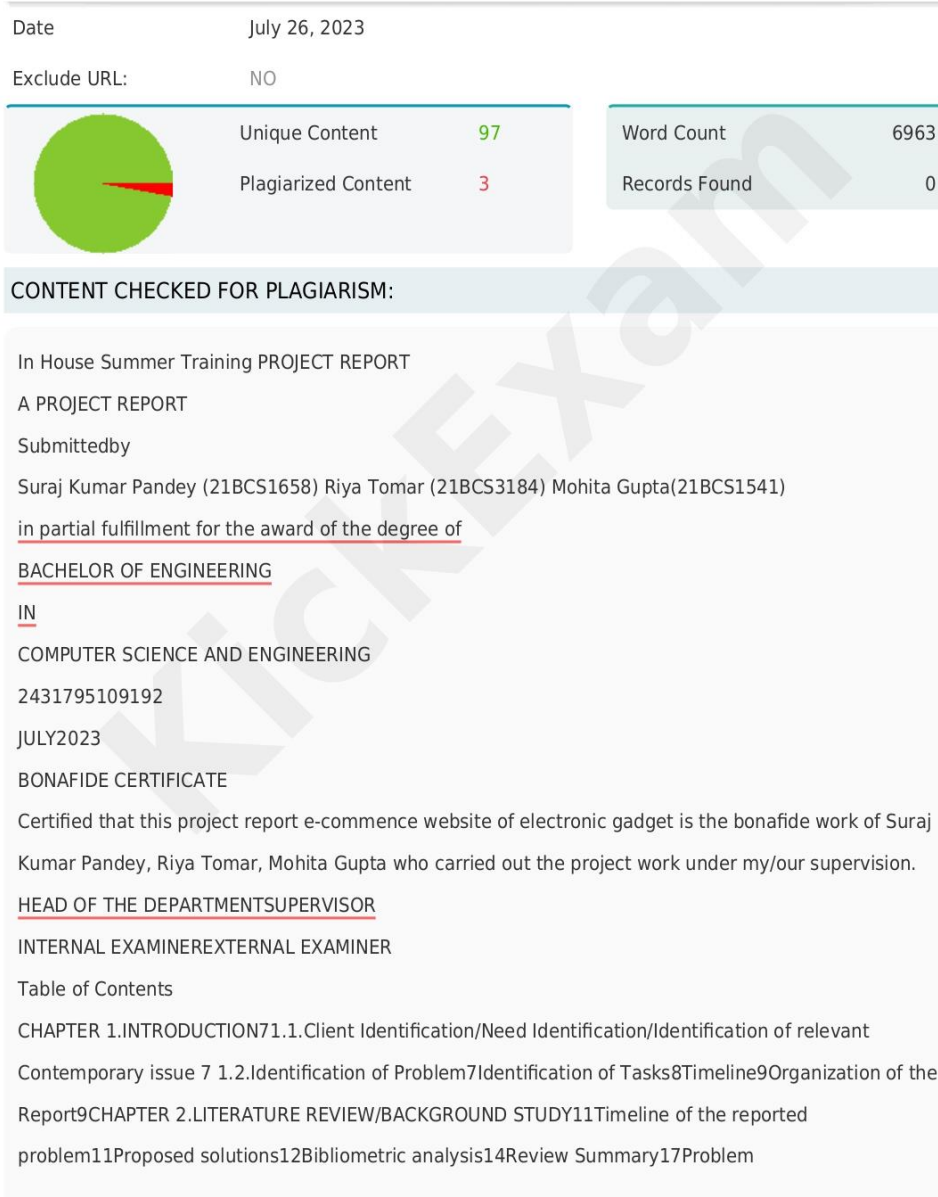 Date July 26, 2023
Exclude URL: NO
Unique Content 97 Word Count 6963
Plagiarized Content 3 Records Found 0
CONTENT CHECKED FOR PLAGIARISM:
In House Summer Training PROJECT REPORT
A PROJECT REPORT
Submittedby
Suraj Kumar Pandey (21BCS1658) Riya Tomar (21BCS3184) Mohita Gupta(21BCS1541)
in partial fulfillment for the award of the degree of
BACHELOR OF ENGINEERING
IN
COMPUTER SCIENCE AND ENGINEERING
2431795109192
JULY2023
BONAFIDE CERTIFICATE
Certified that this project report e-commence website of electronic gadget is the bonafide work of Suraj
Kumar Pandey, Riya Tomar, Mohita Gupta who carried out the project work under my/our supervision.
HEAD OF THE DEPARTMENTSUPERVISOR
INTERNAL EXAMINEREXTERNAL EXAMINER
Table of Contents
CHAPTER 1.INTRODUCTION71.1.Client Identification/Need Identification/Identification of relevant
Contemporary issue 7 1.2.Identification of Problem7Identification of Tasks8Timeline9Organization of the
Report9CHAPTER 2.LITERATURE REVIEW/BACKGROUND STUDY11Timeline of the reported
problem11Proposed solutions12Bibliometric analysis14Review Summary17Problem
KickExam